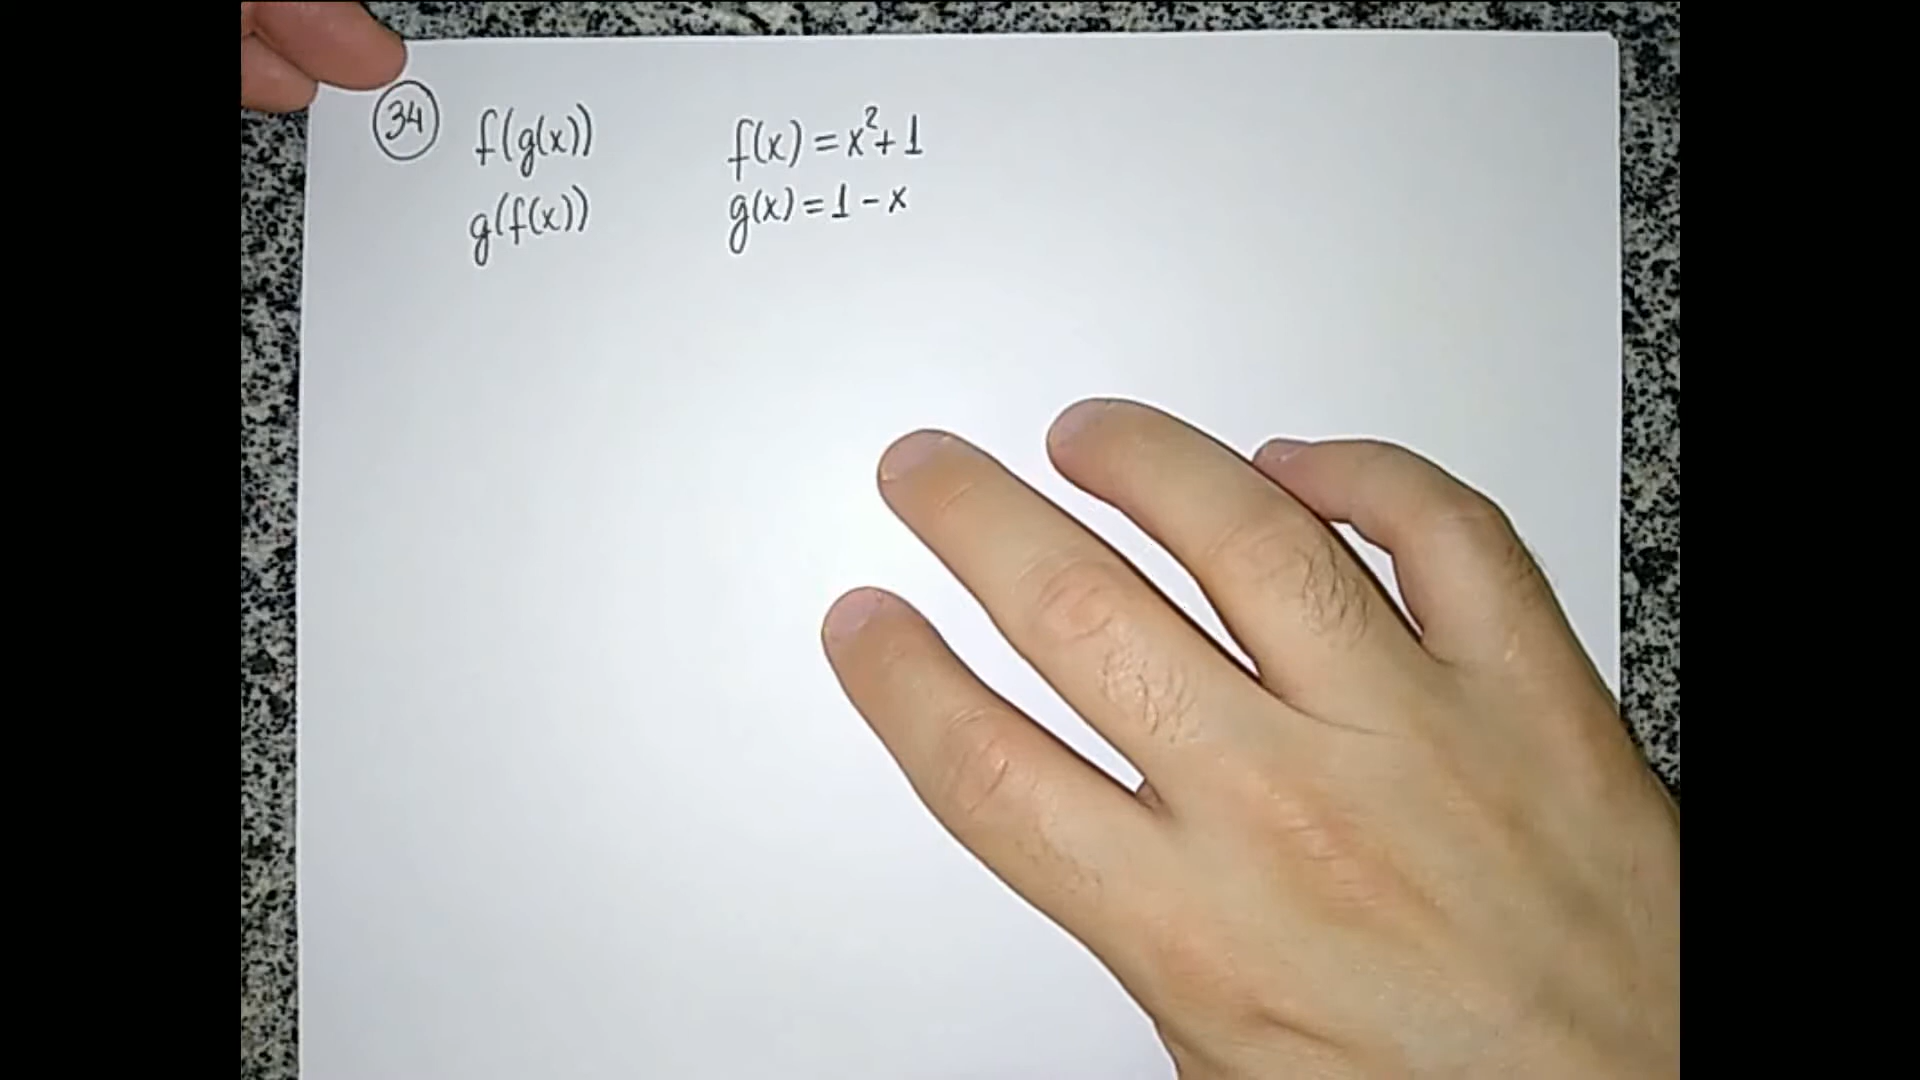 34 f(g(x)) f(x) = x²+1
g(f(x)) g(x) = 1 - x